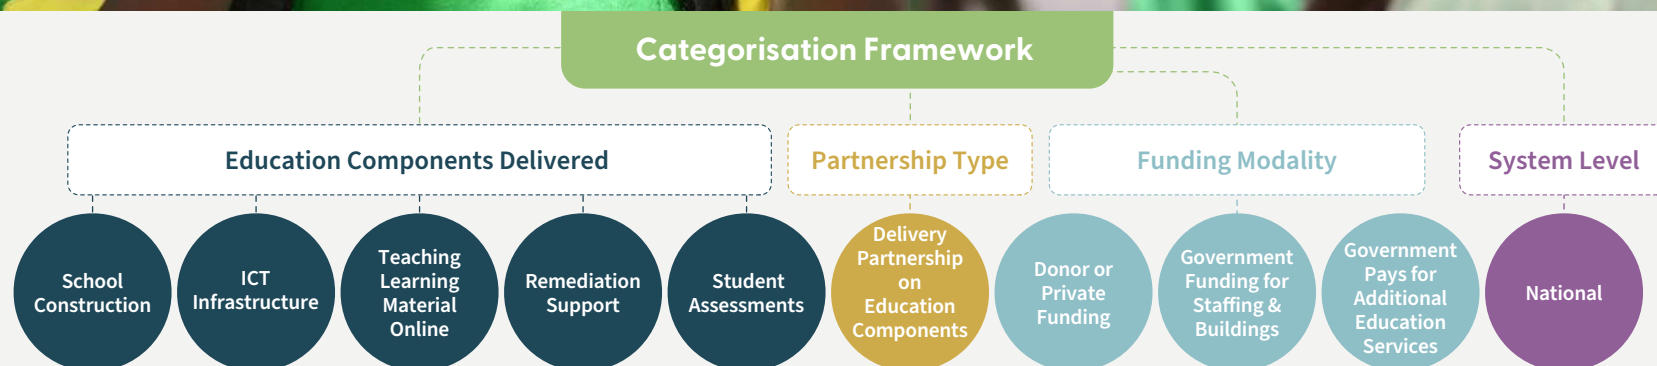 Categorisation Framework
Education Components Delivered
Partnership Type
Funding Modality
System Level
School
Construction
ICT
Infrastructure
Teaching
Learning
Material
Online
Remediation
Support
Student
Assessments
Delivery
Partnership
on
Education
Components
Donor or
Private
Funding
Government
Funding for
Staffing &
Buildings
Government
Pays for
Additional
Education
Services
National